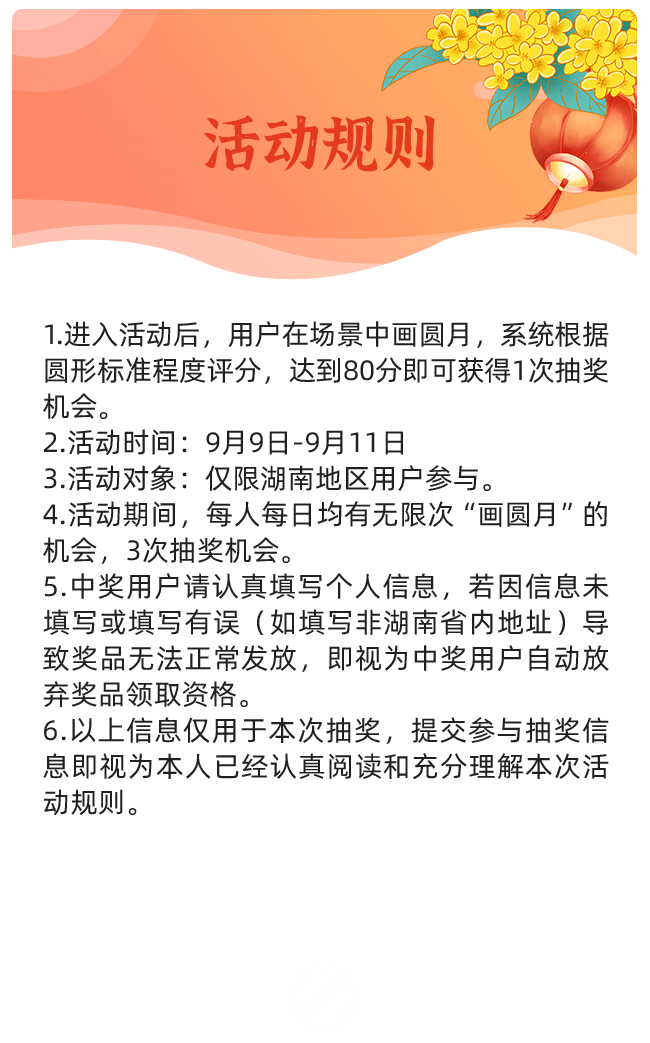 活动规则
1.进入活动后，用户在场景中画圆月，系统根据
圆形标准程度评分，达到80分即可获得1次抽奖
机会。
2.活动时间：9月9日-9月11日
3.活动对象：仅限湖南地区用户参与。
4.活动期间，每人每日均有无限次“画圆月”的
机会，3次抽奖机会。
5.中奖用户请认真填写个人信息，若因信息未
填写或填写有误（如填写非湖南省内地址）导
致奖品无法正常发放，即视为中奖用户自动放
弃奖品领取资格。
6.以上信息仅用于本次抽奖，提交参与抽奖信
息即视为本人已经认真阅读和充分理解本次活
动规则。